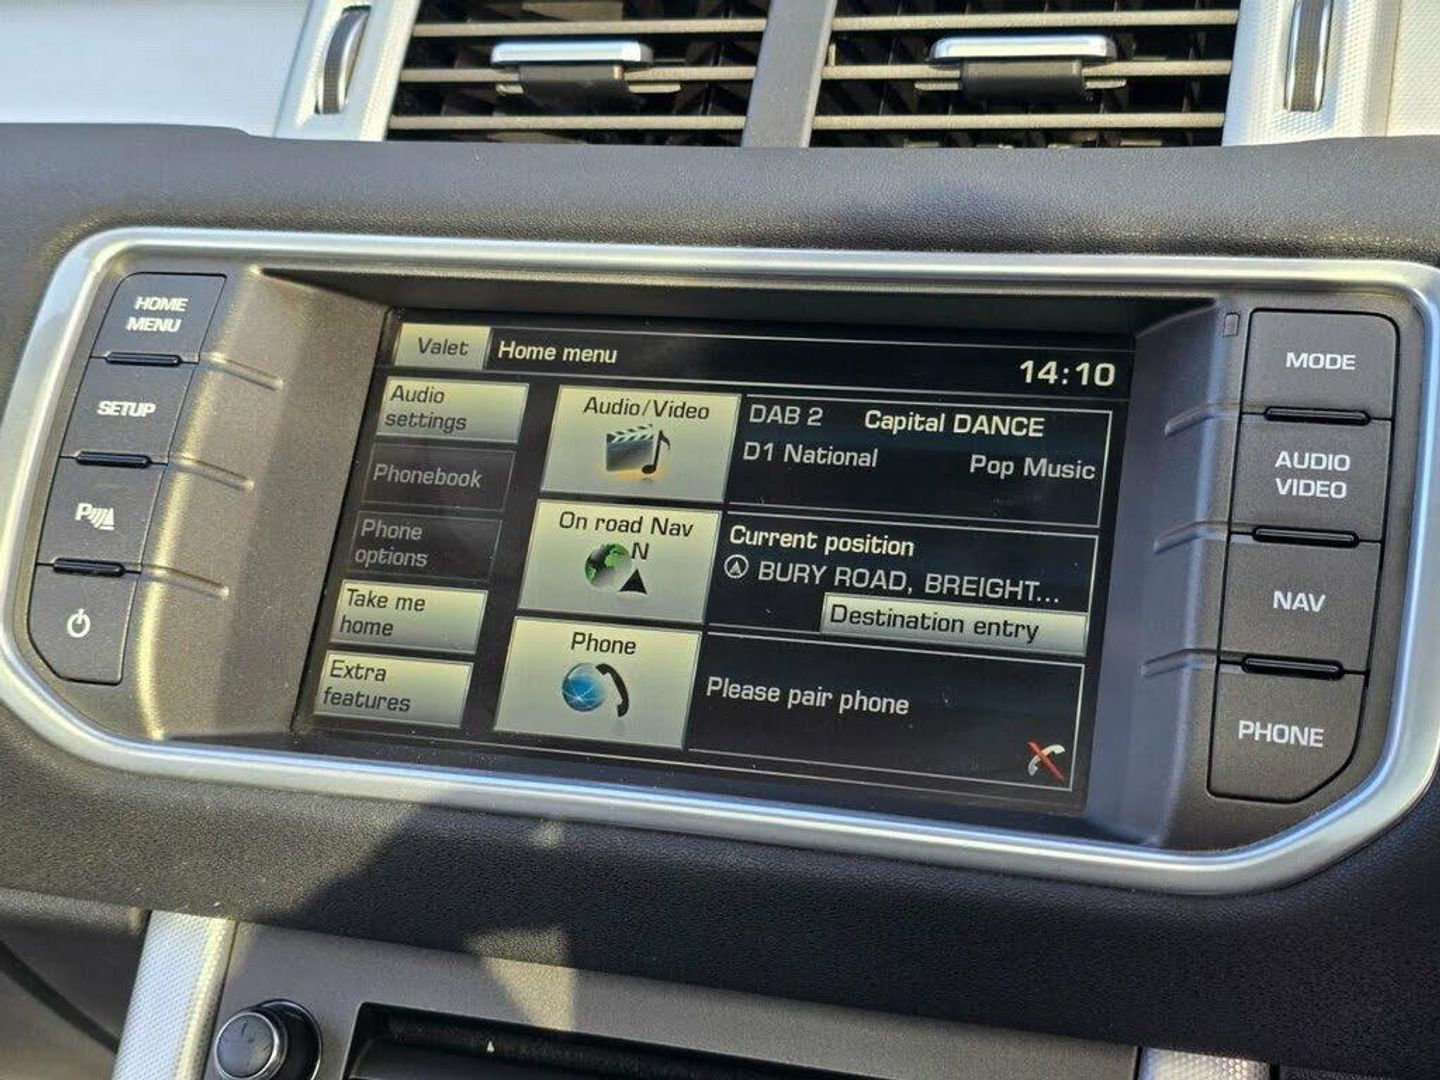 HOME
MENU
SETUP
P
Valet
Home menu
14:10
Audio
settings
Phonebook
Phone
options
Take me
home
Extra
features
Audio/Video
On road Nav
N
Phone
DAB 2 Capital DANCE
D1 National Pop Music
Current position
BURY ROAD, BREIGHT...
Destination entry
Please pair phone
MODE
AUDIO
VIDEO
NAV
PHONE